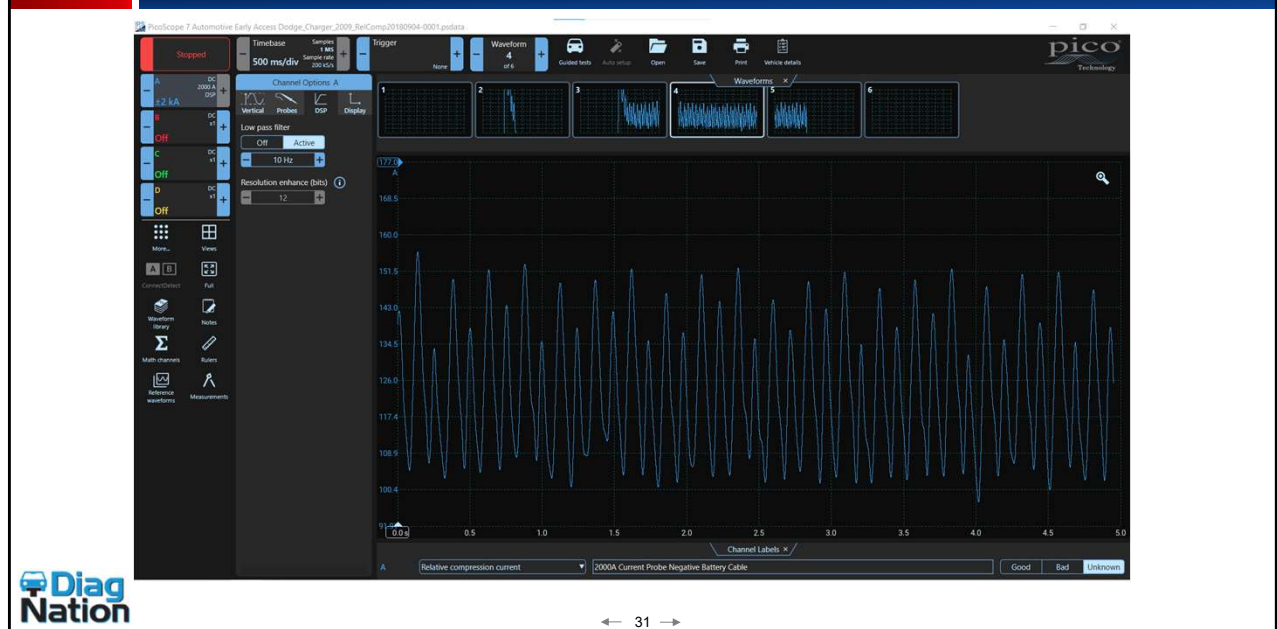 PicoScope 7 Automotive Early Access Dodge_Charger_2009_RelComp20180904-0001.psdata
Stopped
Timebase
500 ms/div
Samples
1 MS
Sample rate
200 kS/s
Trigger
None
Waveform
4
of 6
Guided tests
Auto setup
Open
Save
Print
Vehicle details
pico
Technology
A
DC
2000 A
DSP
±2 kA
B
DC
x1
Off
C
DC
x1
Off
D
DC
x1
Off
More...
Views
A B
ConnectDetect
Full
Waveform library
Notes
Math channels
Rulers
Reference waveforms
Measurements
Channel Options: A
Vertical
Probes
DSP
Display
Low pass filter
Off
Active
10 Hz
Resolution enhance (bits)
12
Waveforms ×
1
2
3
4
5
6
177.0
A
168.5
160.0
151.5
143.0
134.5
126.0
117.4
108.9
100.4
0.0 s
0.5
1.0
1.5
2.0
2.5
3.0
3.5
4.0
4.5
5.0
Channel Labels ×
A
Relative compression current
2000A Current Probe Negative Battery Cable
Good
Bad
Unknown
Diag
Nation
← 31 →